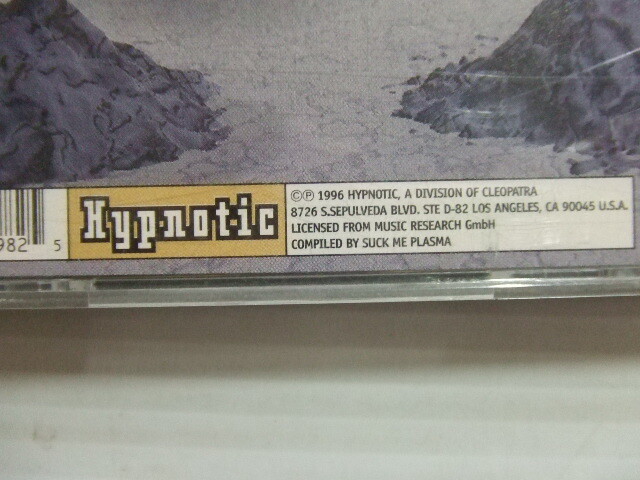 982 5
Hypnotic
©℗ 1996 HYPNOTIC, A DIVISION OF CLEOPATRA
8726 S.SEPULVEDA BLVD. STE D-82 LOS ANGELES, CA 90045 U.S.A.
LICENSED FROM MUSIC RESEARCH GmbH
COMPILED BY SUCK ME PLASMA